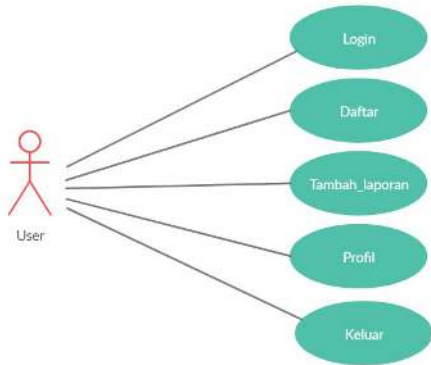 Login
Daftar
Tambah_laporan
User
Profil
Keluar